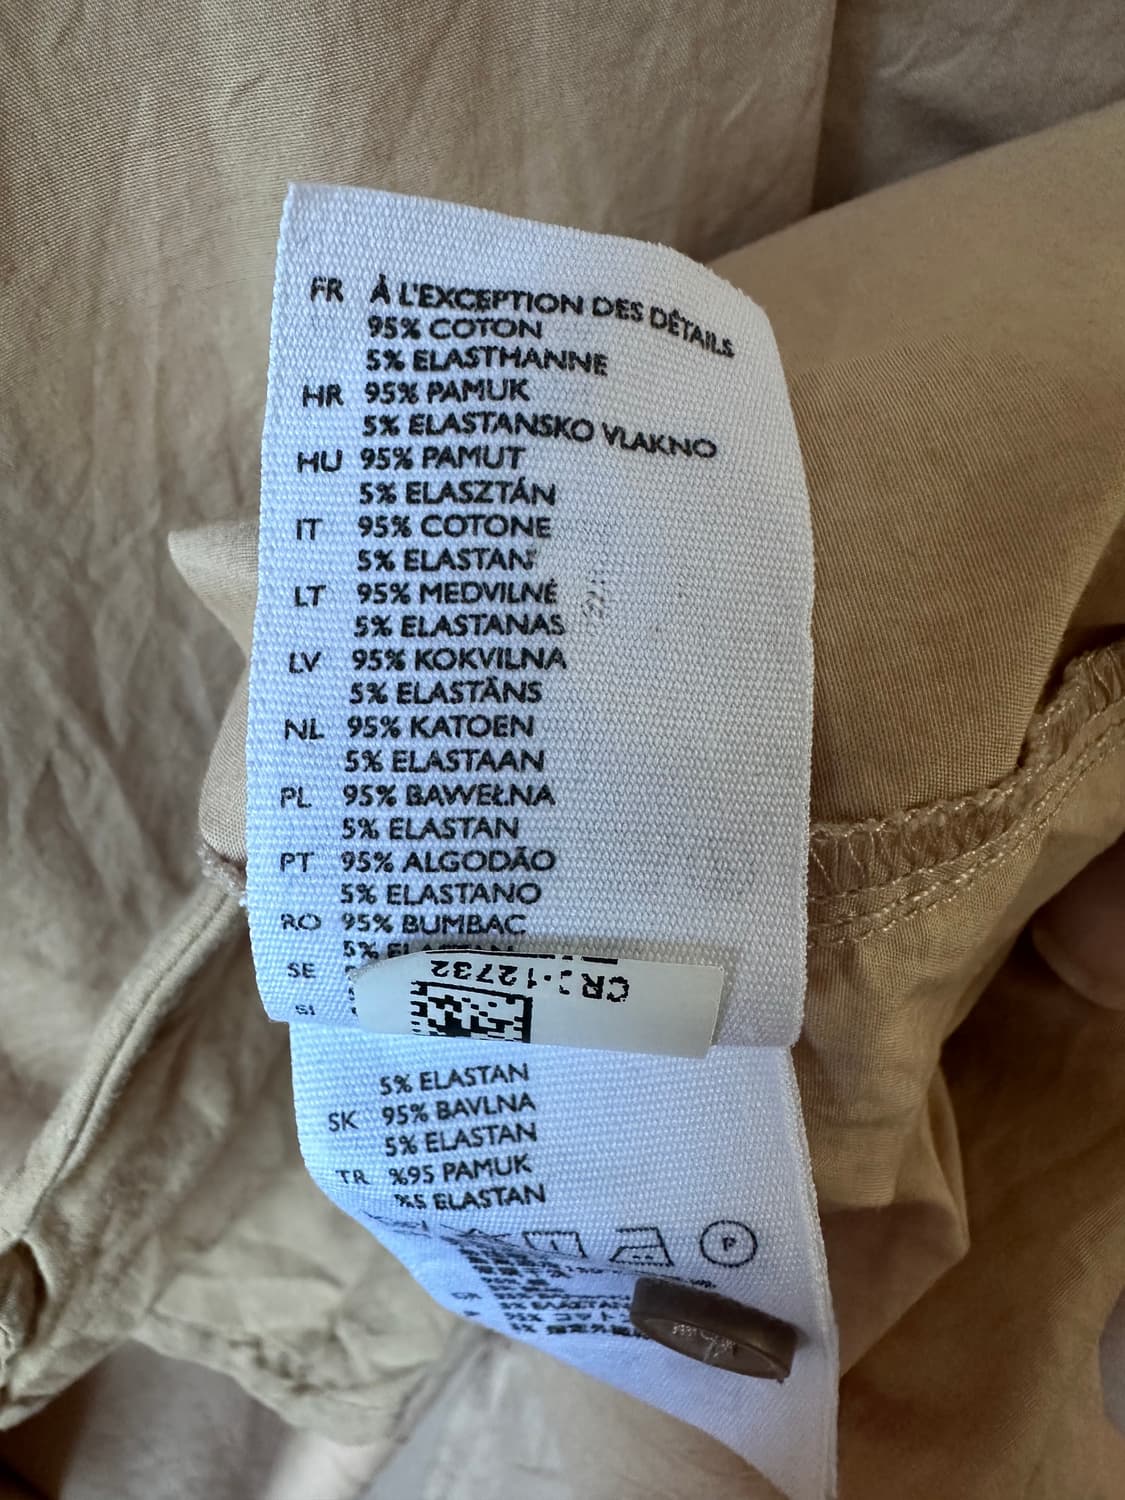 FR À L'EXCEPTION DES DÉTAILS
95% COTON
5% ELASTHANNE
HR 95% PAMUK
5% ELASTANSKO VLAKNO
HU 95% PAMUT
5% ELASZTÁN
IT 95% COTONE
5% ELASTAN
LT 95% MEDVILNÉ
5% ELASTANAS
LV 95% KOKVILNA
5% ELASTĀNS
NL 95% KATOEN
5% ELASTAAN
PL 95% BAWEŁNA
5% ELASTAN
PT 95% ALGODÃO
5% ELASTANO
RO 95% BUMBAC
5% ELASTAN
SE
SI
12732
5% ELASTAN
SK 95% BAVLNA
5% ELASTAN
TR %95 PAMUK
%5 ELASTAN
P